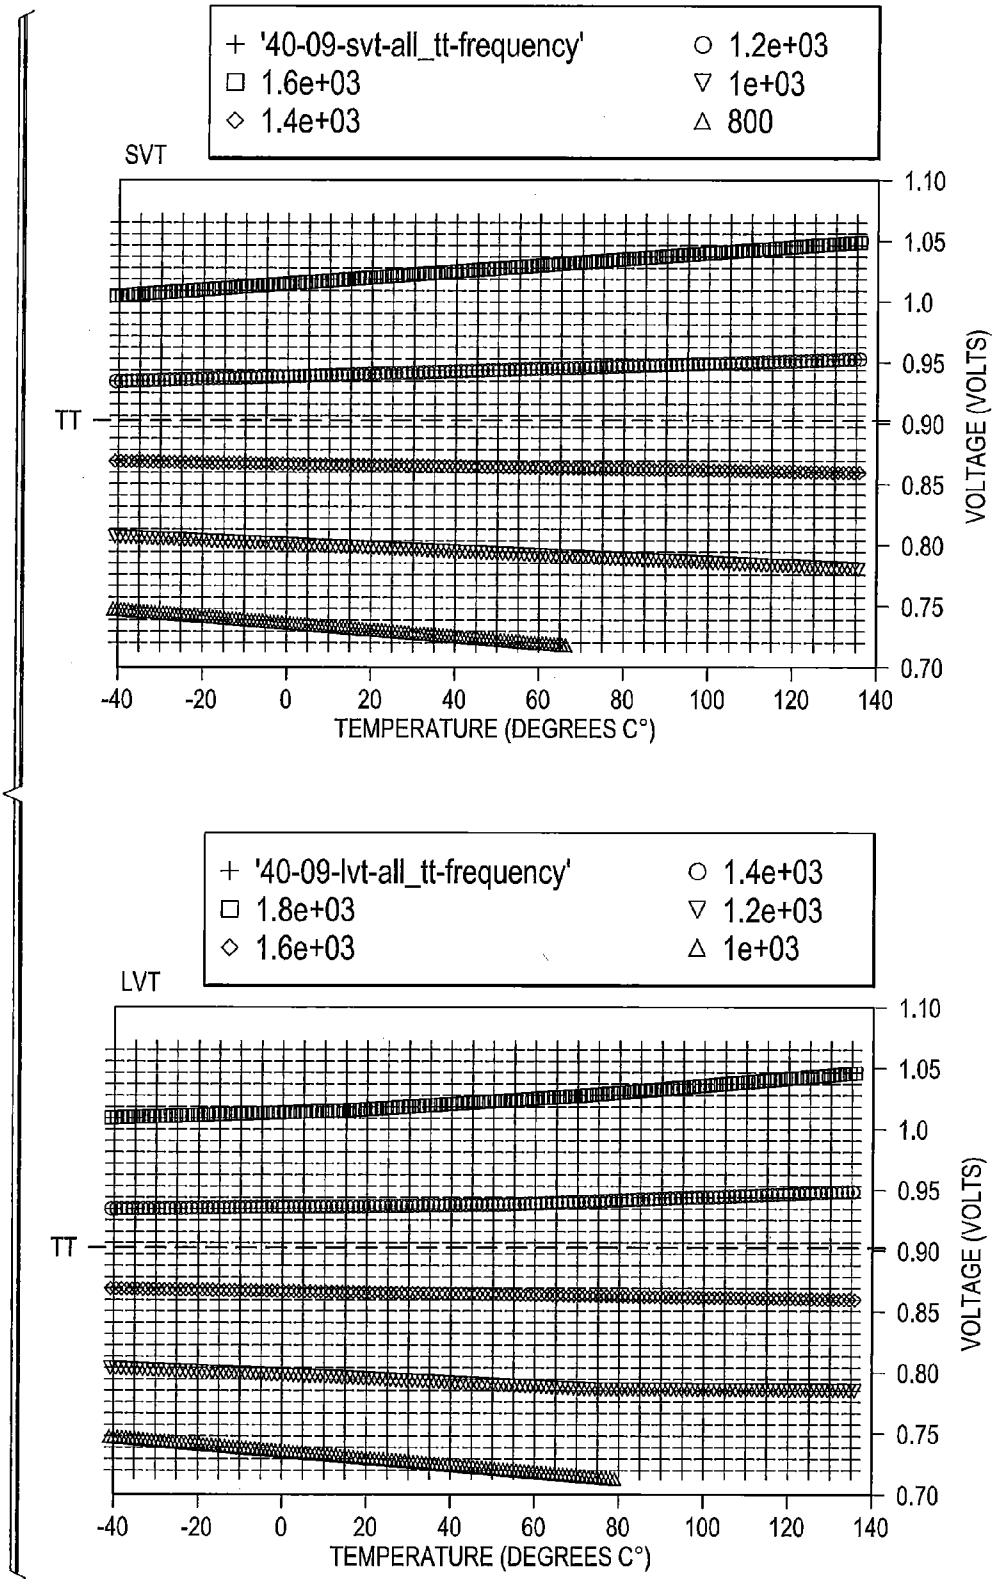 + '40-09-svt-all_tt-frequency' ○ 1.2e+03
□ 1.6e+03 ▽ 1e+03
◇ 1.4e+03 △ 800
SVT
1.10
1.05
1.0
0.95
TT 0.90
0.85
0.80
0.75
0.70
VOLTAGE (VOLTS)
-40 -20 0 20 40 60 80 100 120 140
TEMPERATURE (DEGREES C°)
+ '40-09-lvt-all_tt-frequency' ○ 1.4e+03
□ 1.8e+03 ▽ 1.2e+03
◇ 1.6e+03 △ 1e+03
LVT
1.10
1.05
1.0
0.95
TT 0.90
0.85
0.80
0.75
0.70
VOLTAGE (VOLTS)
-40 -20 0 20 40 60 80 100 120 140
TEMPERATURE (DEGREES C°)